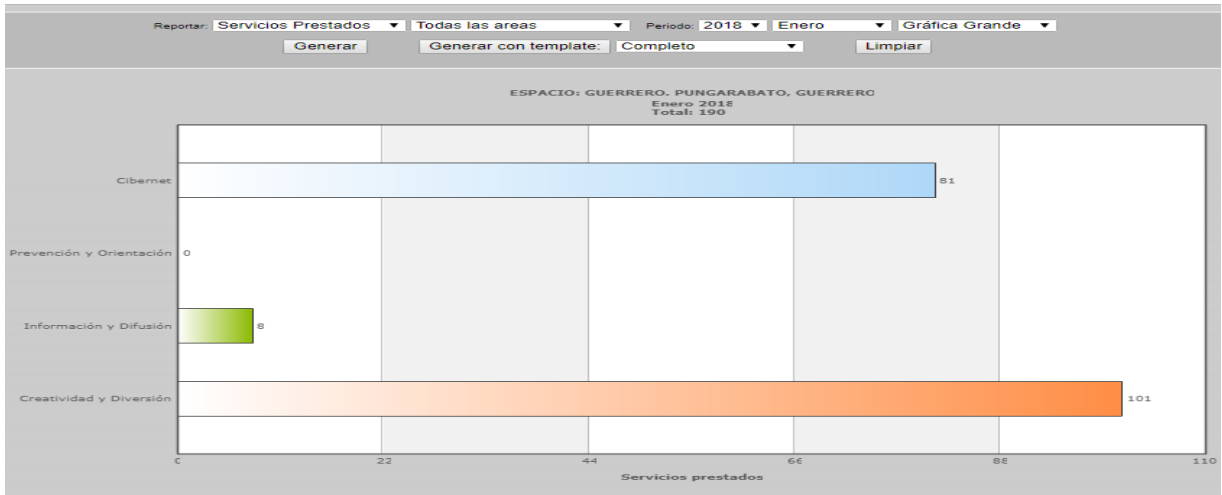 Reportar: Servicios Prestados Todas las areas Periodo: 2018 Enero Gráfica Grande
Generar Generar con template: Completo Limpiar
ESPACIO: GUERRERO. PUNGARABATO, GUERRERO
Enero 2018
Total: 190
Cibernet 81
Prevención y Orientación 0
Información y Difusión 8
Creatividad y Diversión 101
0 22 44 66 88 110
Servicios prestados